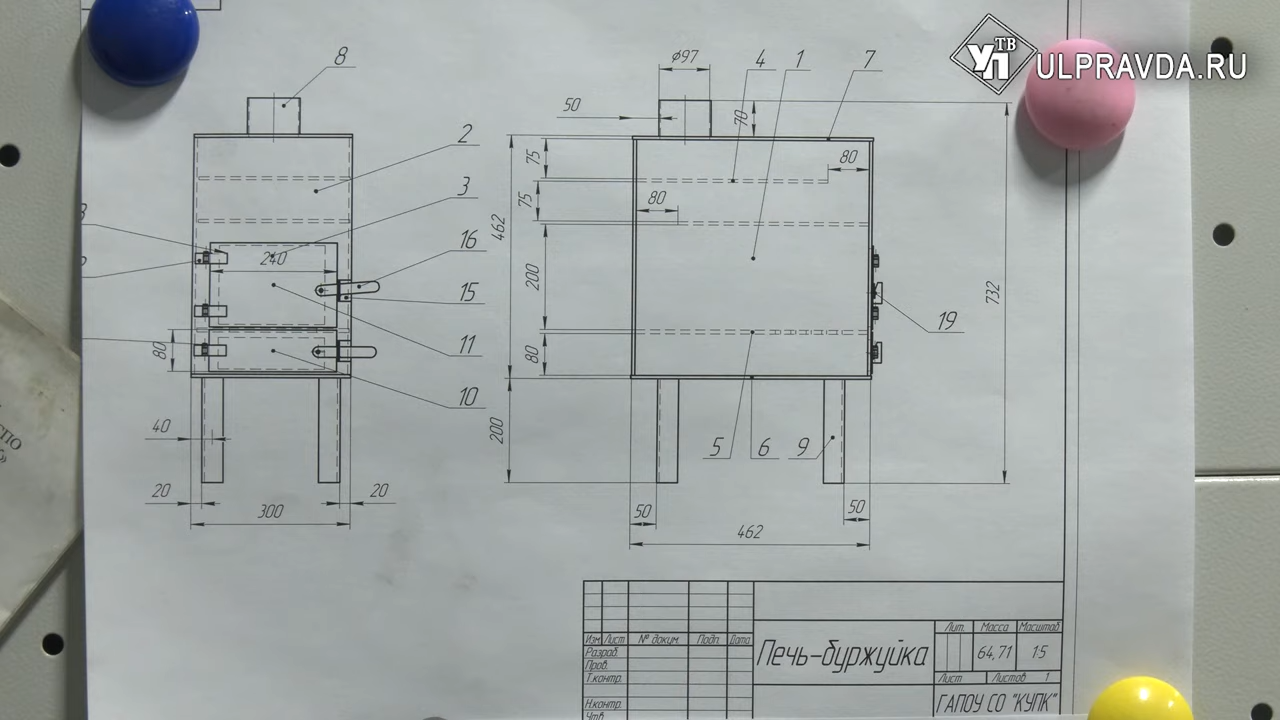 УП ТВ
ULPRAVDA.RU
8
2
3
16
15
11
10
240
80
40
20
20
300
ϕ97
4
1
7
50
70
75
80
75
80
462
200
732
19
80
200
5
6
9
50
50
462
Изм. Лист № докум. Подп. Дата
Разраб.
Пров.
Т.контр.
Н.контр.
Утв.
Печь-буржуйка
Лит. Масса Масштаб
64,71 1:5
Лист Листов 1
ГАПОУ СО "КУПК"